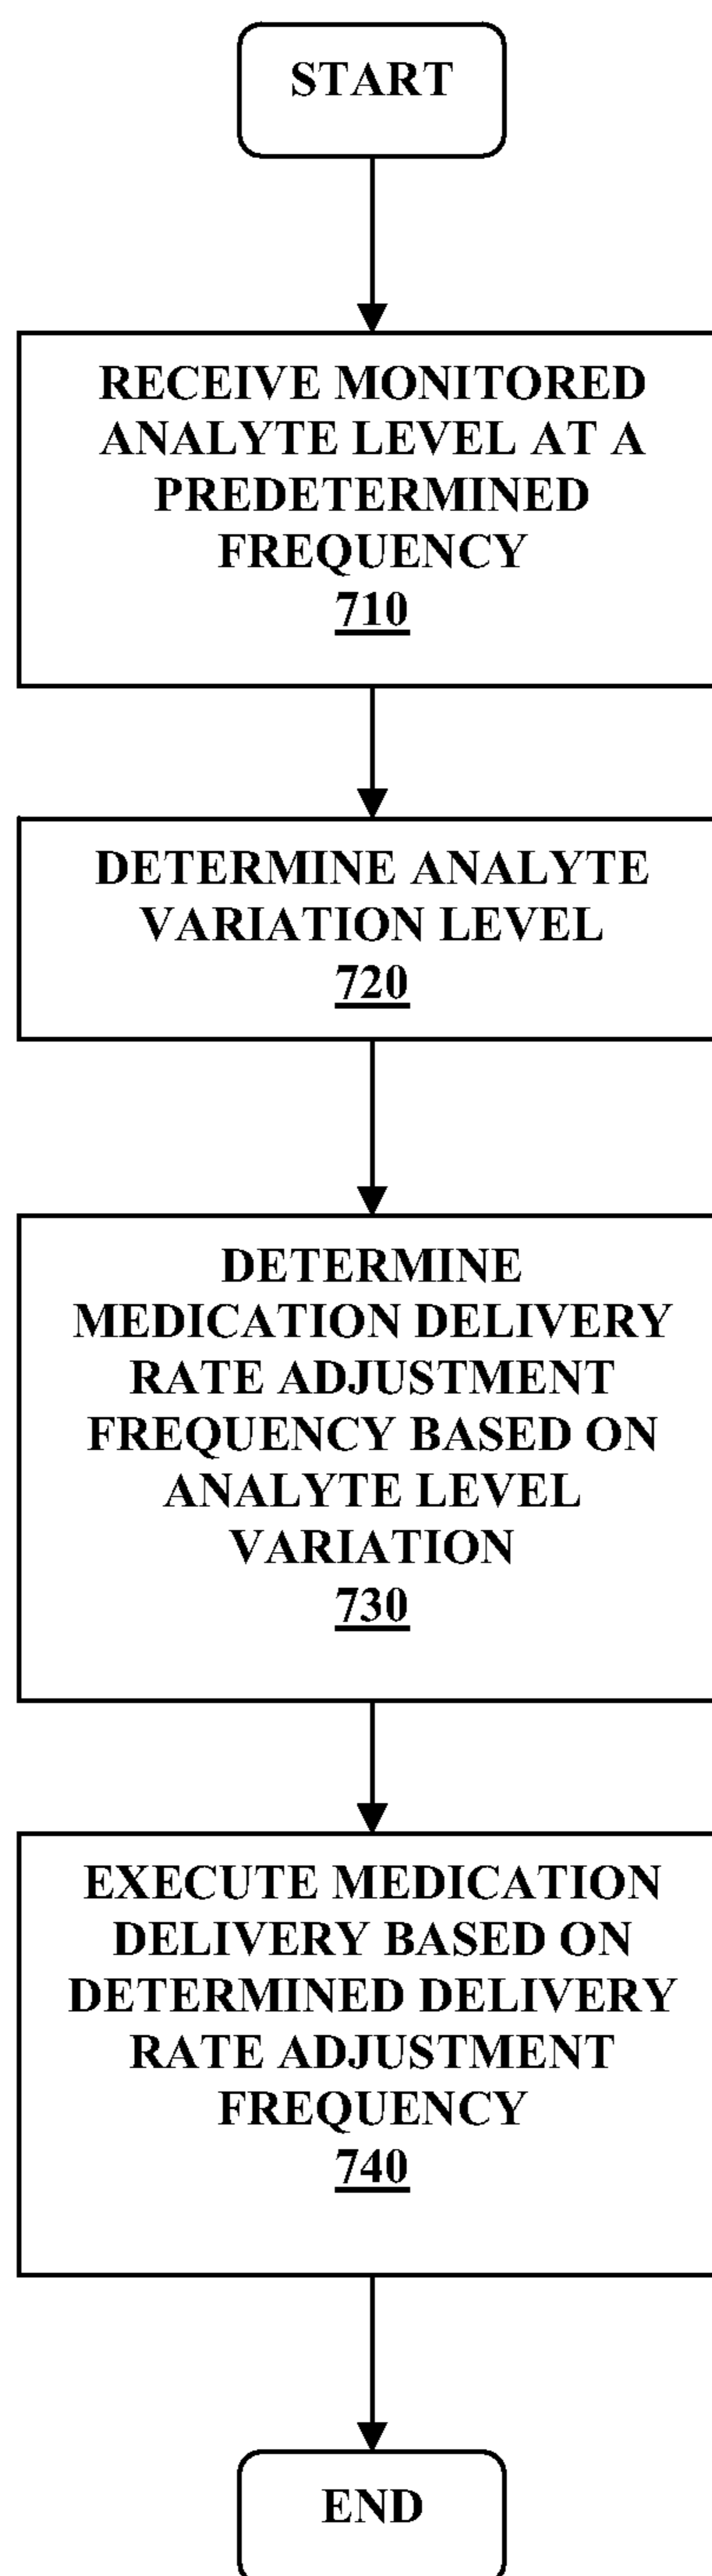 START
RECEIVE MONITORED
ANALYTE LEVEL AT A
PREDETERMINED
FREQUENCY
710
DETERMINE ANALYTE
VARIATION LEVEL
720
DETERMINE
MEDICATION DELIVERY
RATE ADJUSTMENT
FREQUENCY BASED ON
ANALYTE LEVEL
VARIATION
730
EXECUTE MEDICATION
DELIVERY BASED ON
DETERMINED DELIVERY
RATE ADJUSTMENT
FREQUENCY
740
END